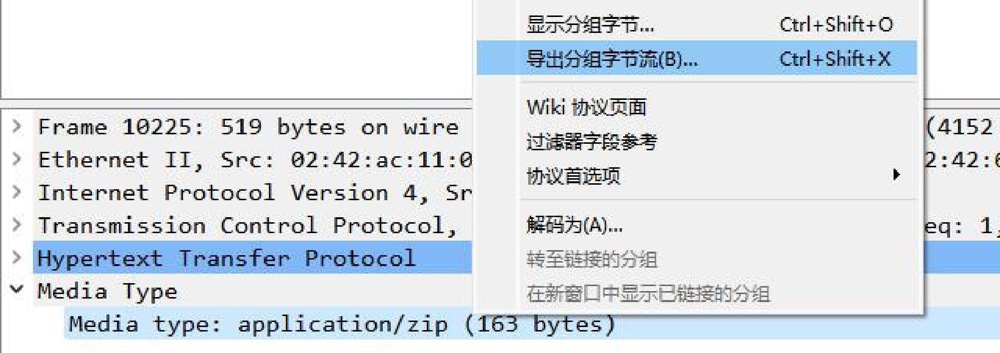 显示分组字节... Ctrl+Shift+O
导出分组字节流(B)... Ctrl+Shift+X
Wiki 协议页面
过滤器字段参考
协议首选项
解码为(A)...
转至链接的分组
在新窗口中显示已链接的分组
Frame 10225: 519 bytes on wire (4152
Ethernet II, Src: 02:42:ac:11:0 2:42:
Internet Protocol Version 4, Sr
Transmission Control Protocol, eq: 1,
Hypertext Transfer Protocol
Media Type
Media type: application/zip (163 bytes)